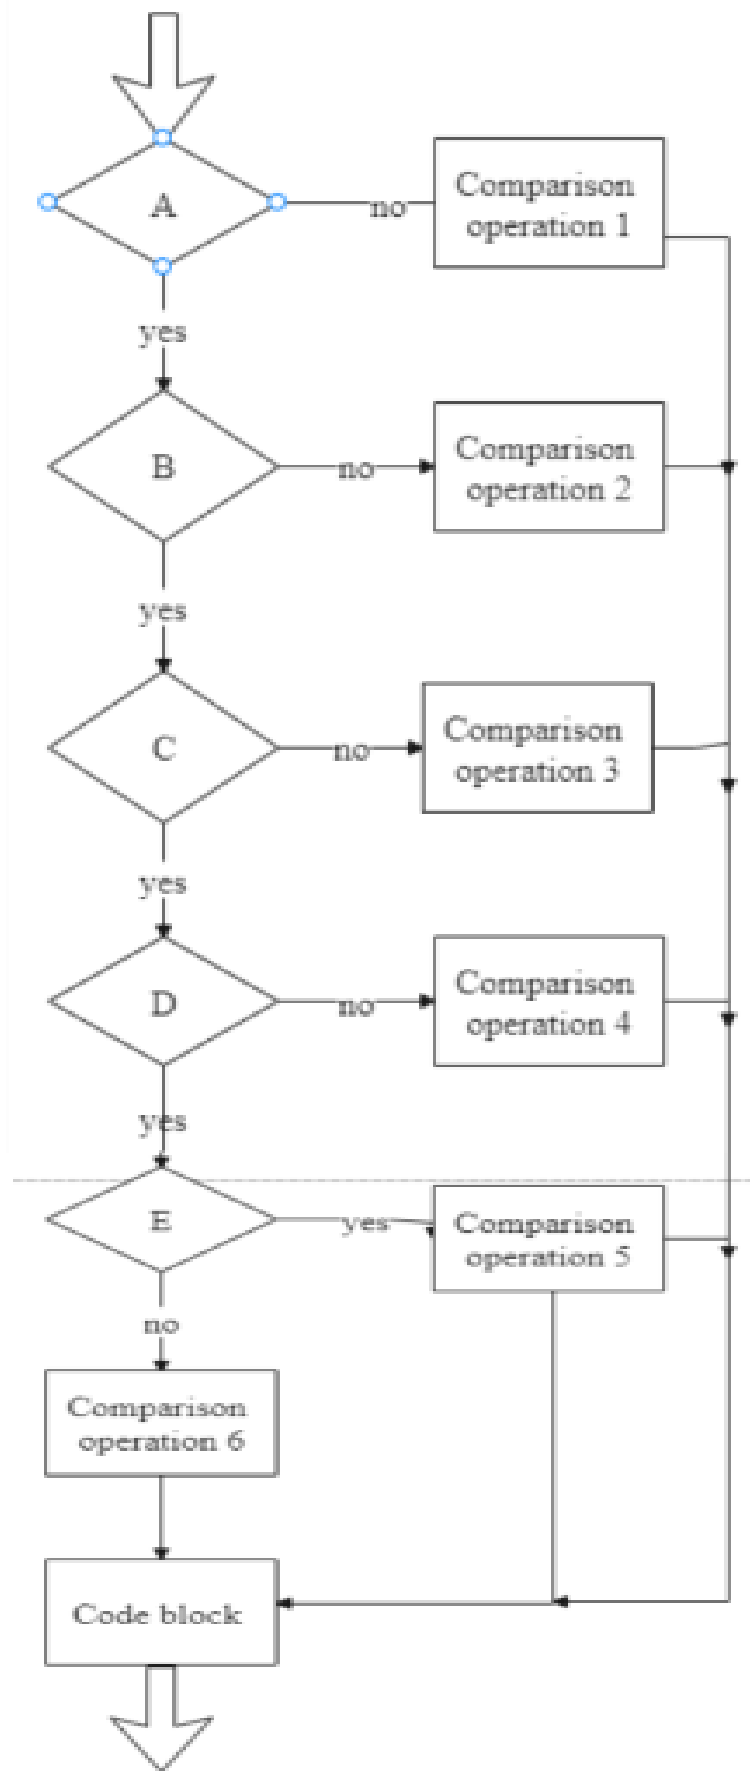 A
no
Comparison
operation 1
yes
B
no
Comparison
operation 2
yes
C
no
Comparison
operation 3
yes
D
no
Comparison
operation 4
yes
E
yes
Comparison
operation 5
no
Comparison
operation 6
Code block